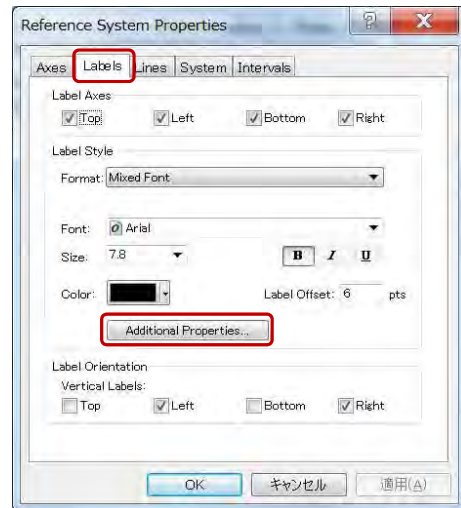 Reference System Properties
Axes Labels Lines System Intervals
Label Axes
Top Left Bottom Right
Label Style
Format: Mixed Font
Font: Arial
Size: 7.8 B I U
Color: Label Offset: 6 pts
Additional Properties...
Label Orientation
Vertical Labels:
Top Left Bottom Right
OK キャンセル 適用(A)